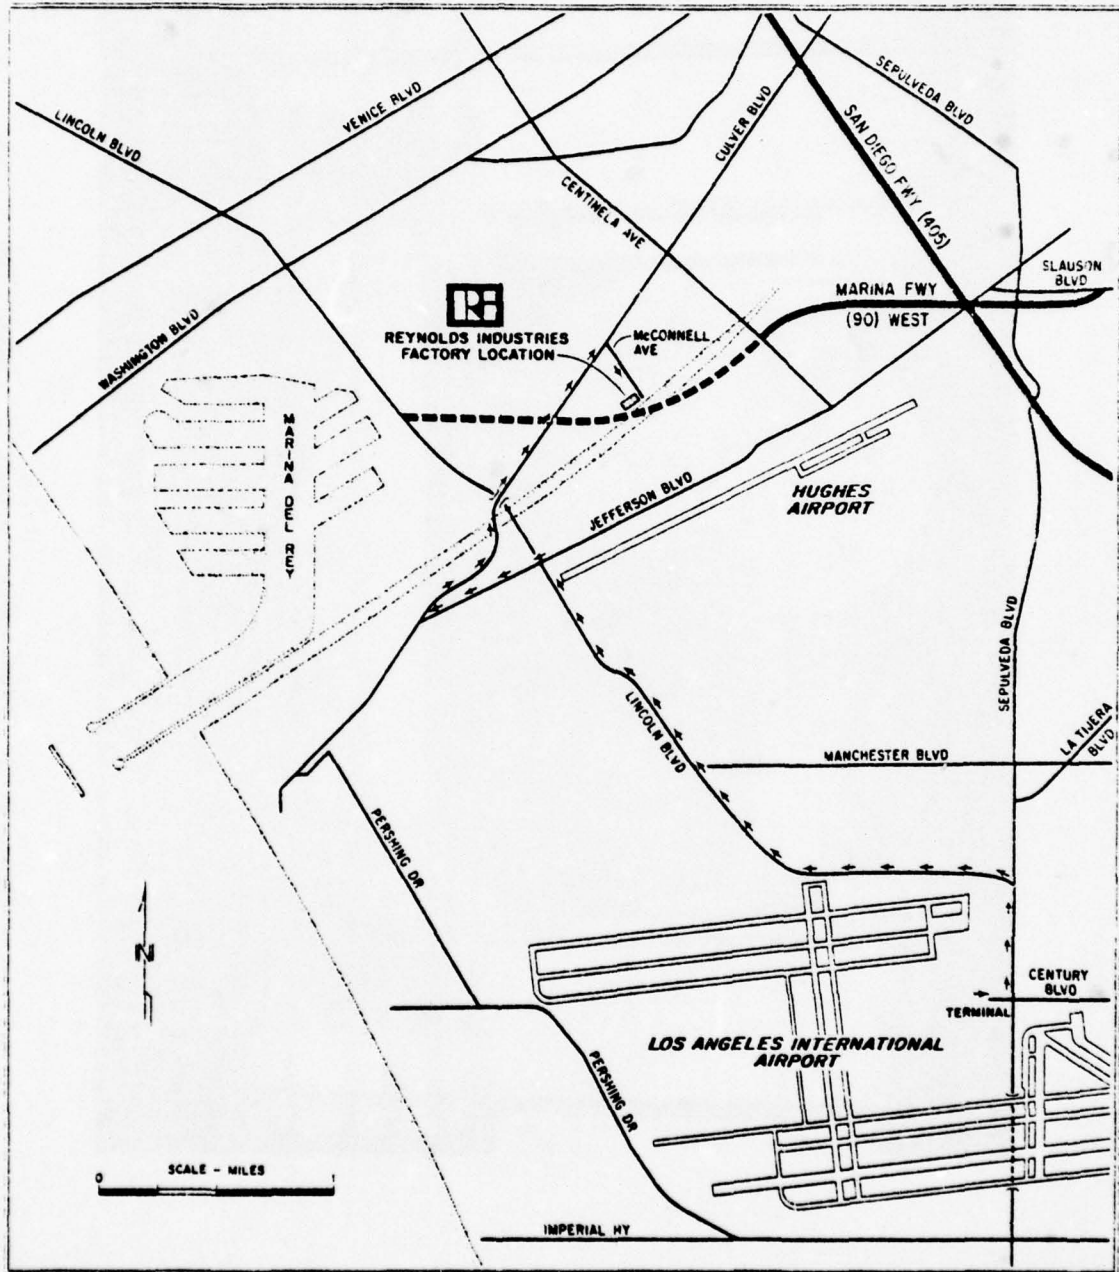 LINCOLN BLVD
VENICE BLVD
SEPULVEDA BLVD
CULVER BLVD
SAN DIEGO FWY (405)
CENTINELA AVE
SLAUSON
BLVD
MARINA FWY
(90) WEST
WASHINGTON BLVD
REYNOLDS INDUSTRIES
FACTORY LOCATION
McCONNELL
AVE
MARINA DEL REY
JEFFERSON BLVD
HUGHES
AIRPORT
SEPULVEDA BLVD
LINCOLN BLVD
LA TIJERA
BLVD
MANCHESTER BLVD
PERSHING DR
N
CENTURY
BLVD
TERMINAL
LOS ANGELES INTERNATIONAL
AIRPORT
PERSHING DR
SCALE - MILES
0
IMPERIAL HY